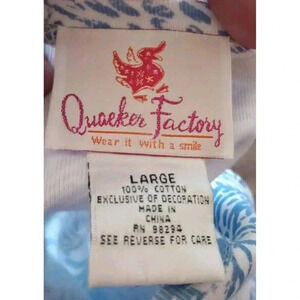 Quacker Factory
Wear it with a smile
LARGE
100% COTTON
EXCLUSIVE OF DECORATION
MADE IN
CHINA
RN 98294
SEE REVERSE FOR CARE